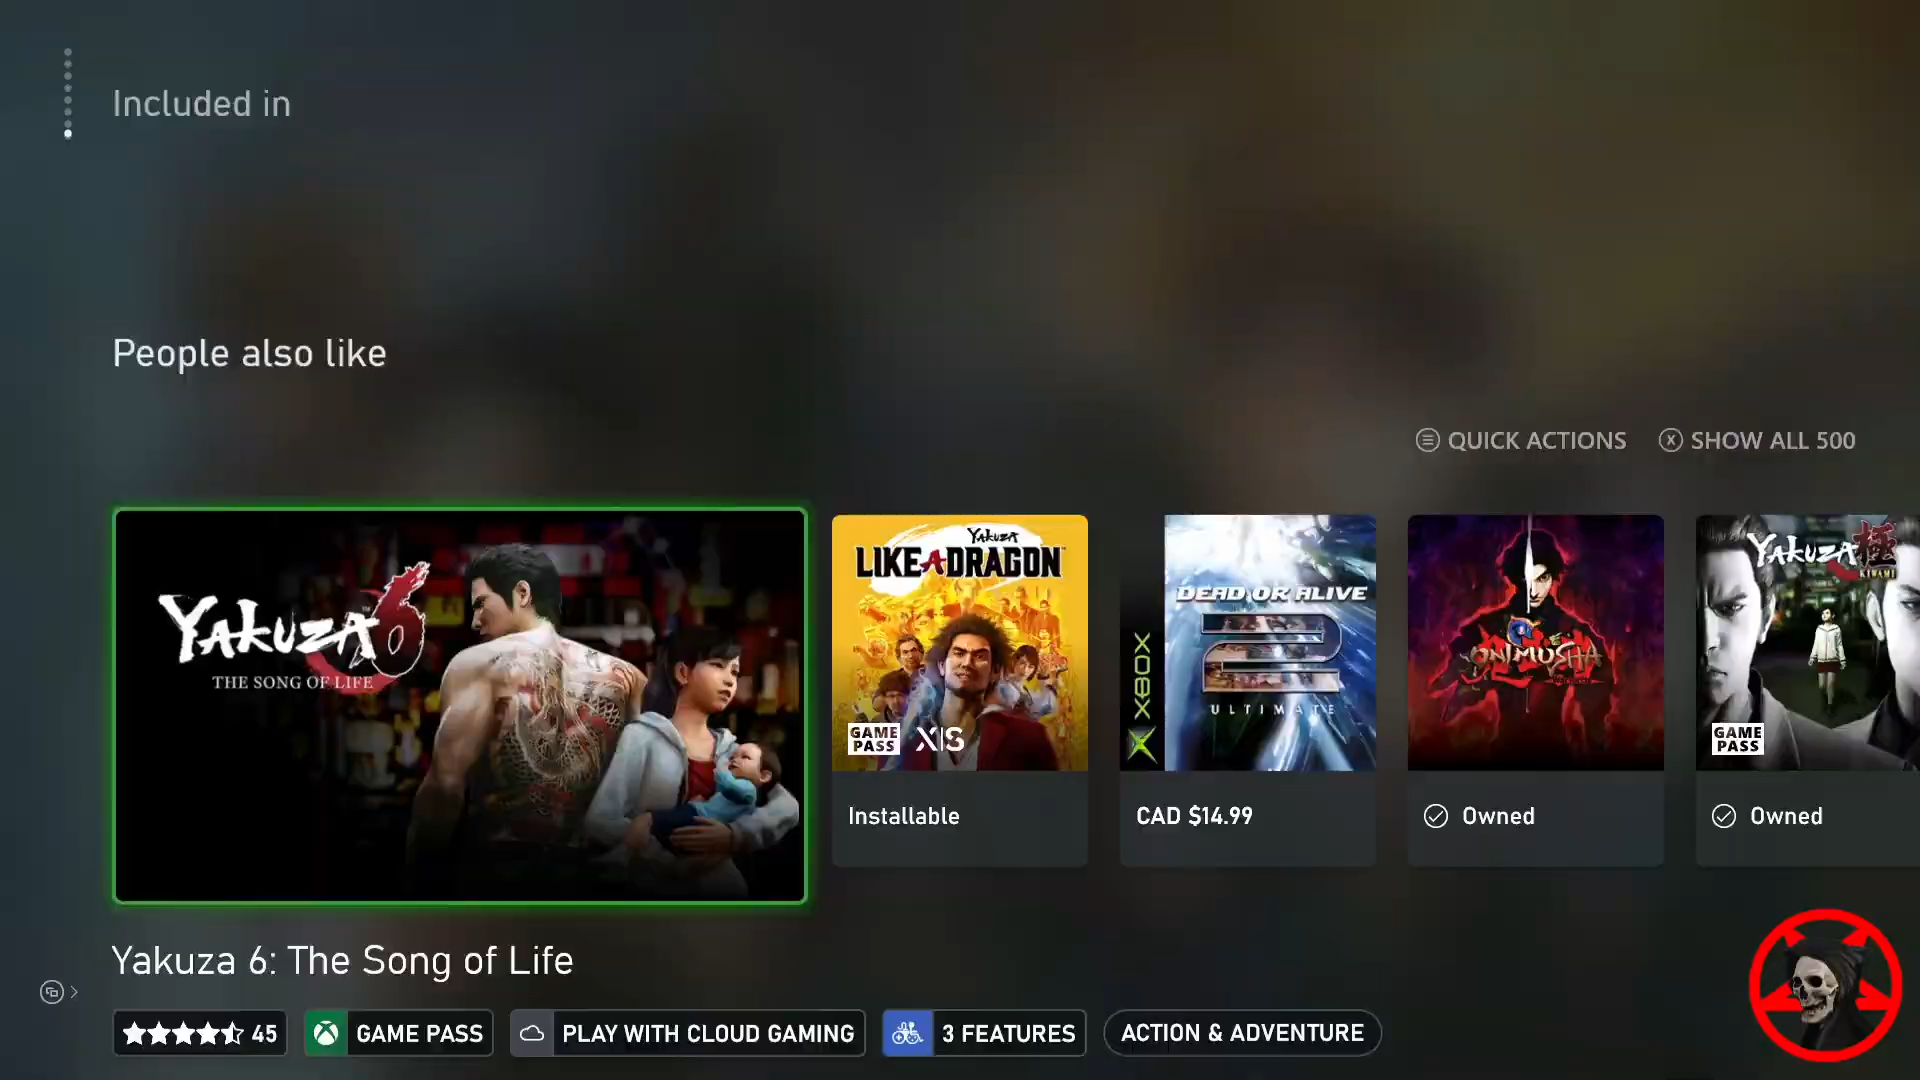 Included in
People also like
QUICK ACTIONS
SHOW ALL 500
YAKUZA 6
THE SONG OF LIFE
YAKUZA
LIKE A DRAGON
GAME PASS
X|S
Installable
XBOX
DEAD OR ALIVE
2
ULTIMATE
CAD $14.99
ONIMUSHA
Owned
YAKUZA 極
KIWAMI
GAME PASS
Owned
Yakuza 6: The Song of Life
45
GAME PASS
PLAY WITH CLOUD GAMING
3 FEATURES
ACTION & ADVENTURE